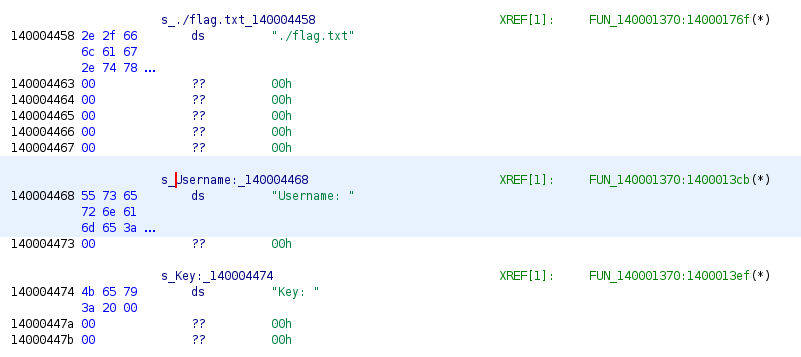 s_./flag.txt_140004458 XREF[1]: FUN_140001370:14000176f(*)
140004458 2e 2f 66 ds "./flag.txt"
6c 61 67
2e 74 78 ...
140004463 00 ?? 00h
140004464 00 ?? 00h
140004465 00 ?? 00h
140004466 00 ?? 00h
140004467 00 ?? 00h
s_Username:_140004468 XREF[1]: FUN_140001370:1400013cb(*)
140004468 55 73 65 ds "Username: "
72 6e 61
6d 65 3a ...
140004473 00 ?? 00h
s_Key:_140004474 XREF[1]: FUN_140001370:1400013ef(*)
140004474 4b 65 79 ds "Key: "
3a 20 00
14000447a 00 ?? 00h
14000447b 00 ?? 00h